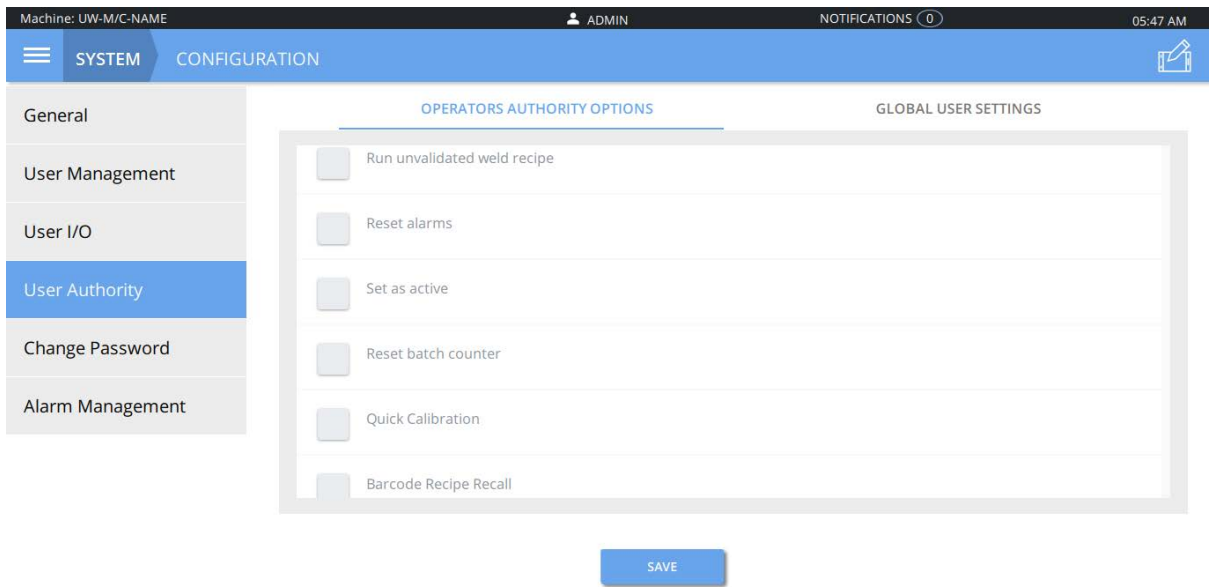 Machine: UW-M/C-NAME
ADMIN
NOTIFICATIONS 0
05:47 AM
SYSTEM
CONFIGURATION
General
User Management
User I/O
User Authority
Change Password
Alarm Management
OPERATORS AUTHORITY OPTIONS
GLOBAL USER SETTINGS
Run unvalidated weld recipe
Reset alarms
Set as active
Reset batch counter
Quick Calibration
Barcode Recipe Recall
SAVE